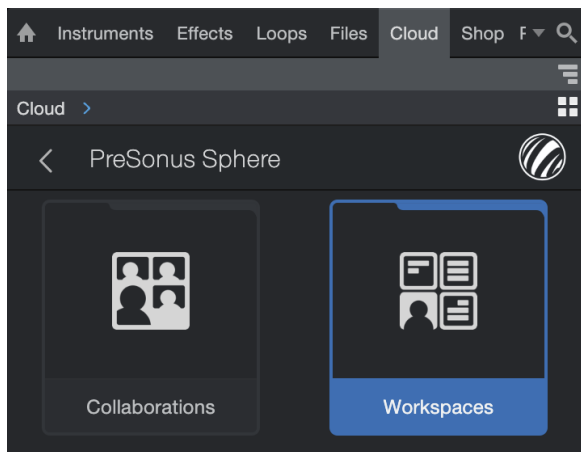 Instruments Effects Loops Files Cloud Shop F
Cloud
PreSonus Sphere
Collaborations Workspaces